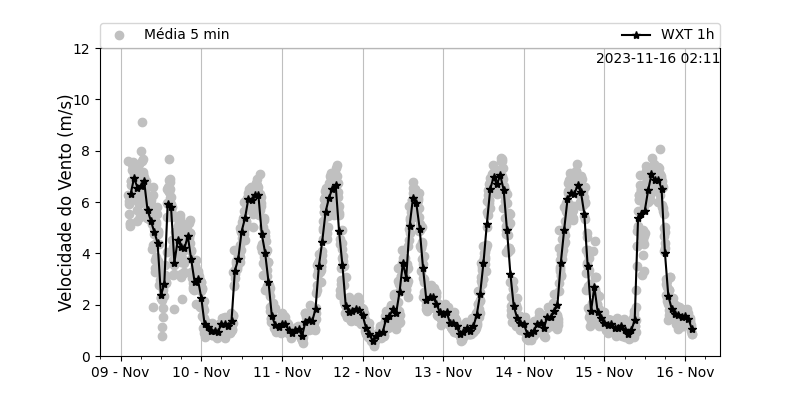 Média 5 min
WXT 1h
2023-11-16 02:11
Velocidade do Vento (m/s)
12
10
8
6
4
2
0
09 - Nov 10 - Nov 11 - Nov 12 - Nov 13 - Nov 14 - Nov 15 - Nov 16 - Nov